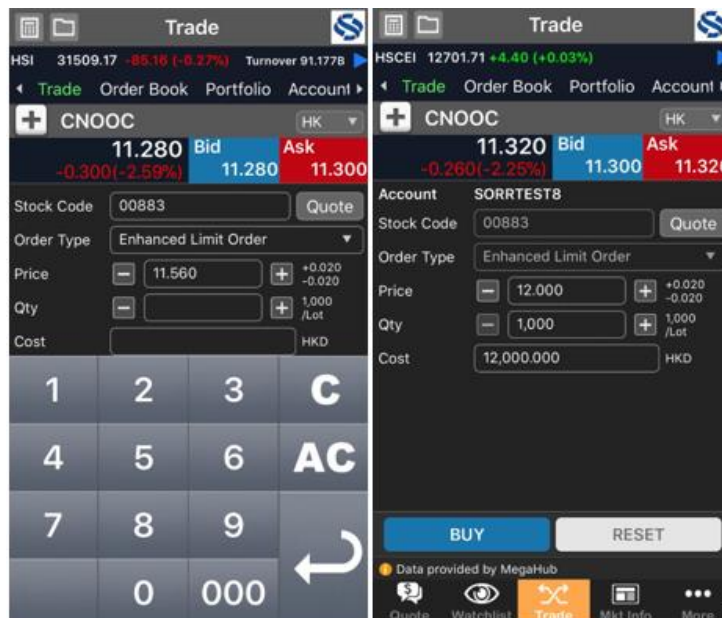 Trade
HSI 31509.17 -85.16 (-0.27%) Turnover 91.177B
Trade Order Book Portfolio Account
CNOOC HK
11.280 Bid Ask
-0.300(-2.59%) 11.280 11.300
Stock Code 00883 Quote
Order Type Enhanced Limit Order
Price 11.560 +0.020
-0.020
Qty 1,000
/Lot
Cost HKD
1 2 3 C
4 5 6 AC
7 8 9
0 000
Trade
HSCEI 12701.71 +4.40 (+0.03%)
Trade Order Book Portfolio Account
CNOOC HK
11.320 Bid Ask
-0.260(-2.25%) 11.300 11.320
Account SORRTEST8
Stock Code 00883 Quote
Order Type Enhanced Limit Order
Price 12.000 +0.020
-0.020
Qty 1,000 1,000
/Lot
Cost 12,000.000 HKD
BUY RESET
Data provided by MegaHub
Quote Watchlist Trade Mkt Info More